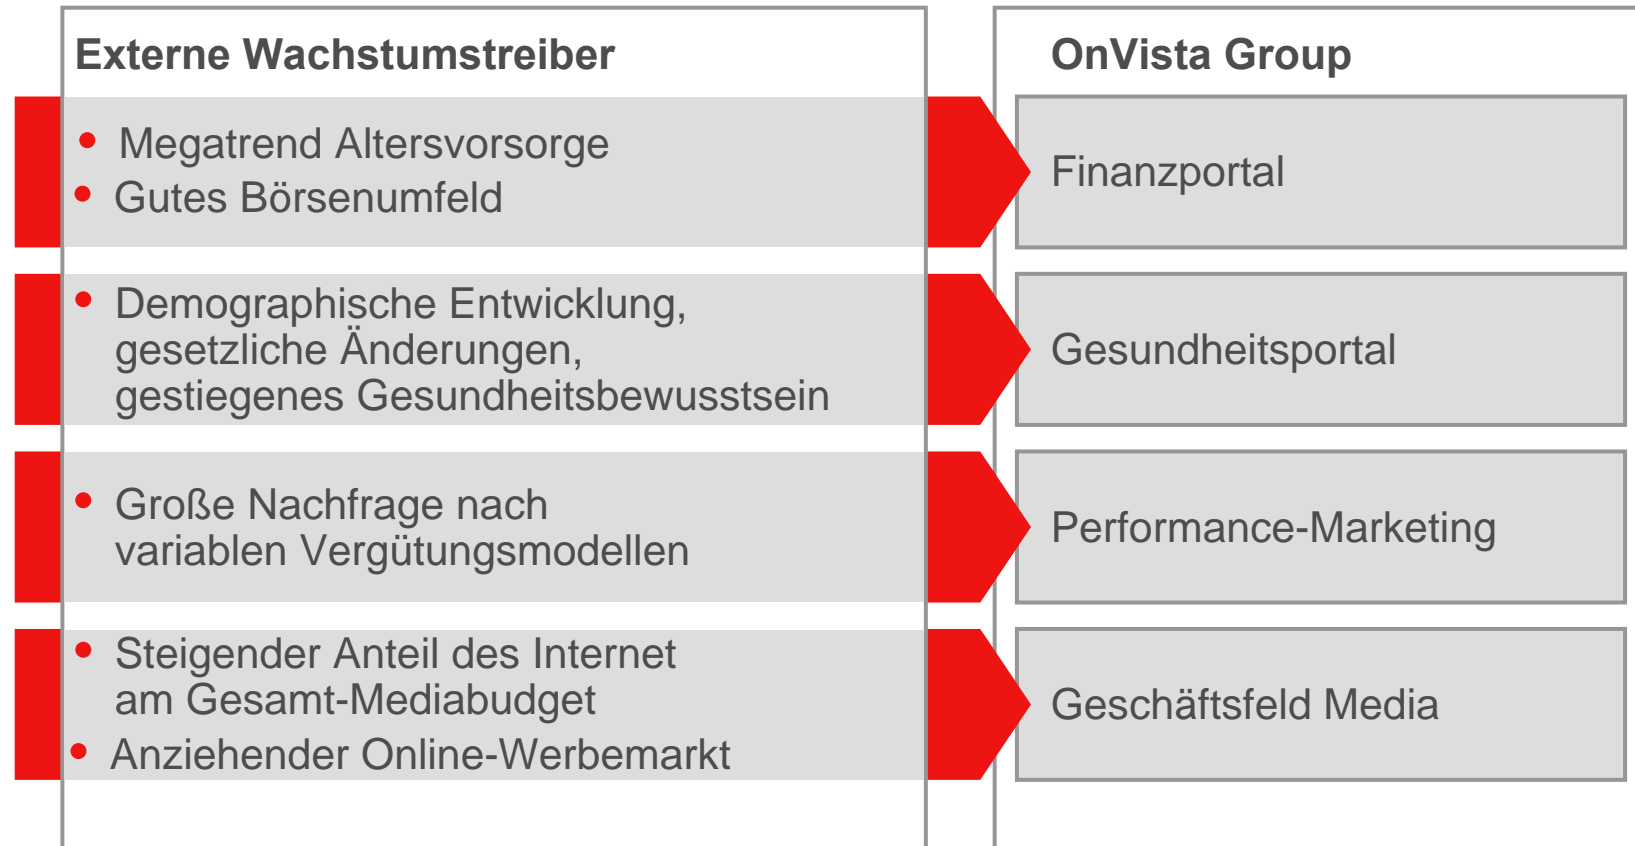 Externe Wachstumstreiber
• Megatrend Altersvorsorge
• Gutes Börsenumfeld
• Demographische Entwicklung,
gesetzliche Änderungen,
gestiegenes Gesundheitsbewusstsein
• Große Nachfrage nach
variablen Vergütungsmodellen
• Steigender Anteil des Internet
am Gesamt-Mediabudget
• Anziehender Online-Werbemarkt
OnVista Group
Finanzportal
Gesundheitsportal
Performance-Marketing
Geschäftsfeld Media